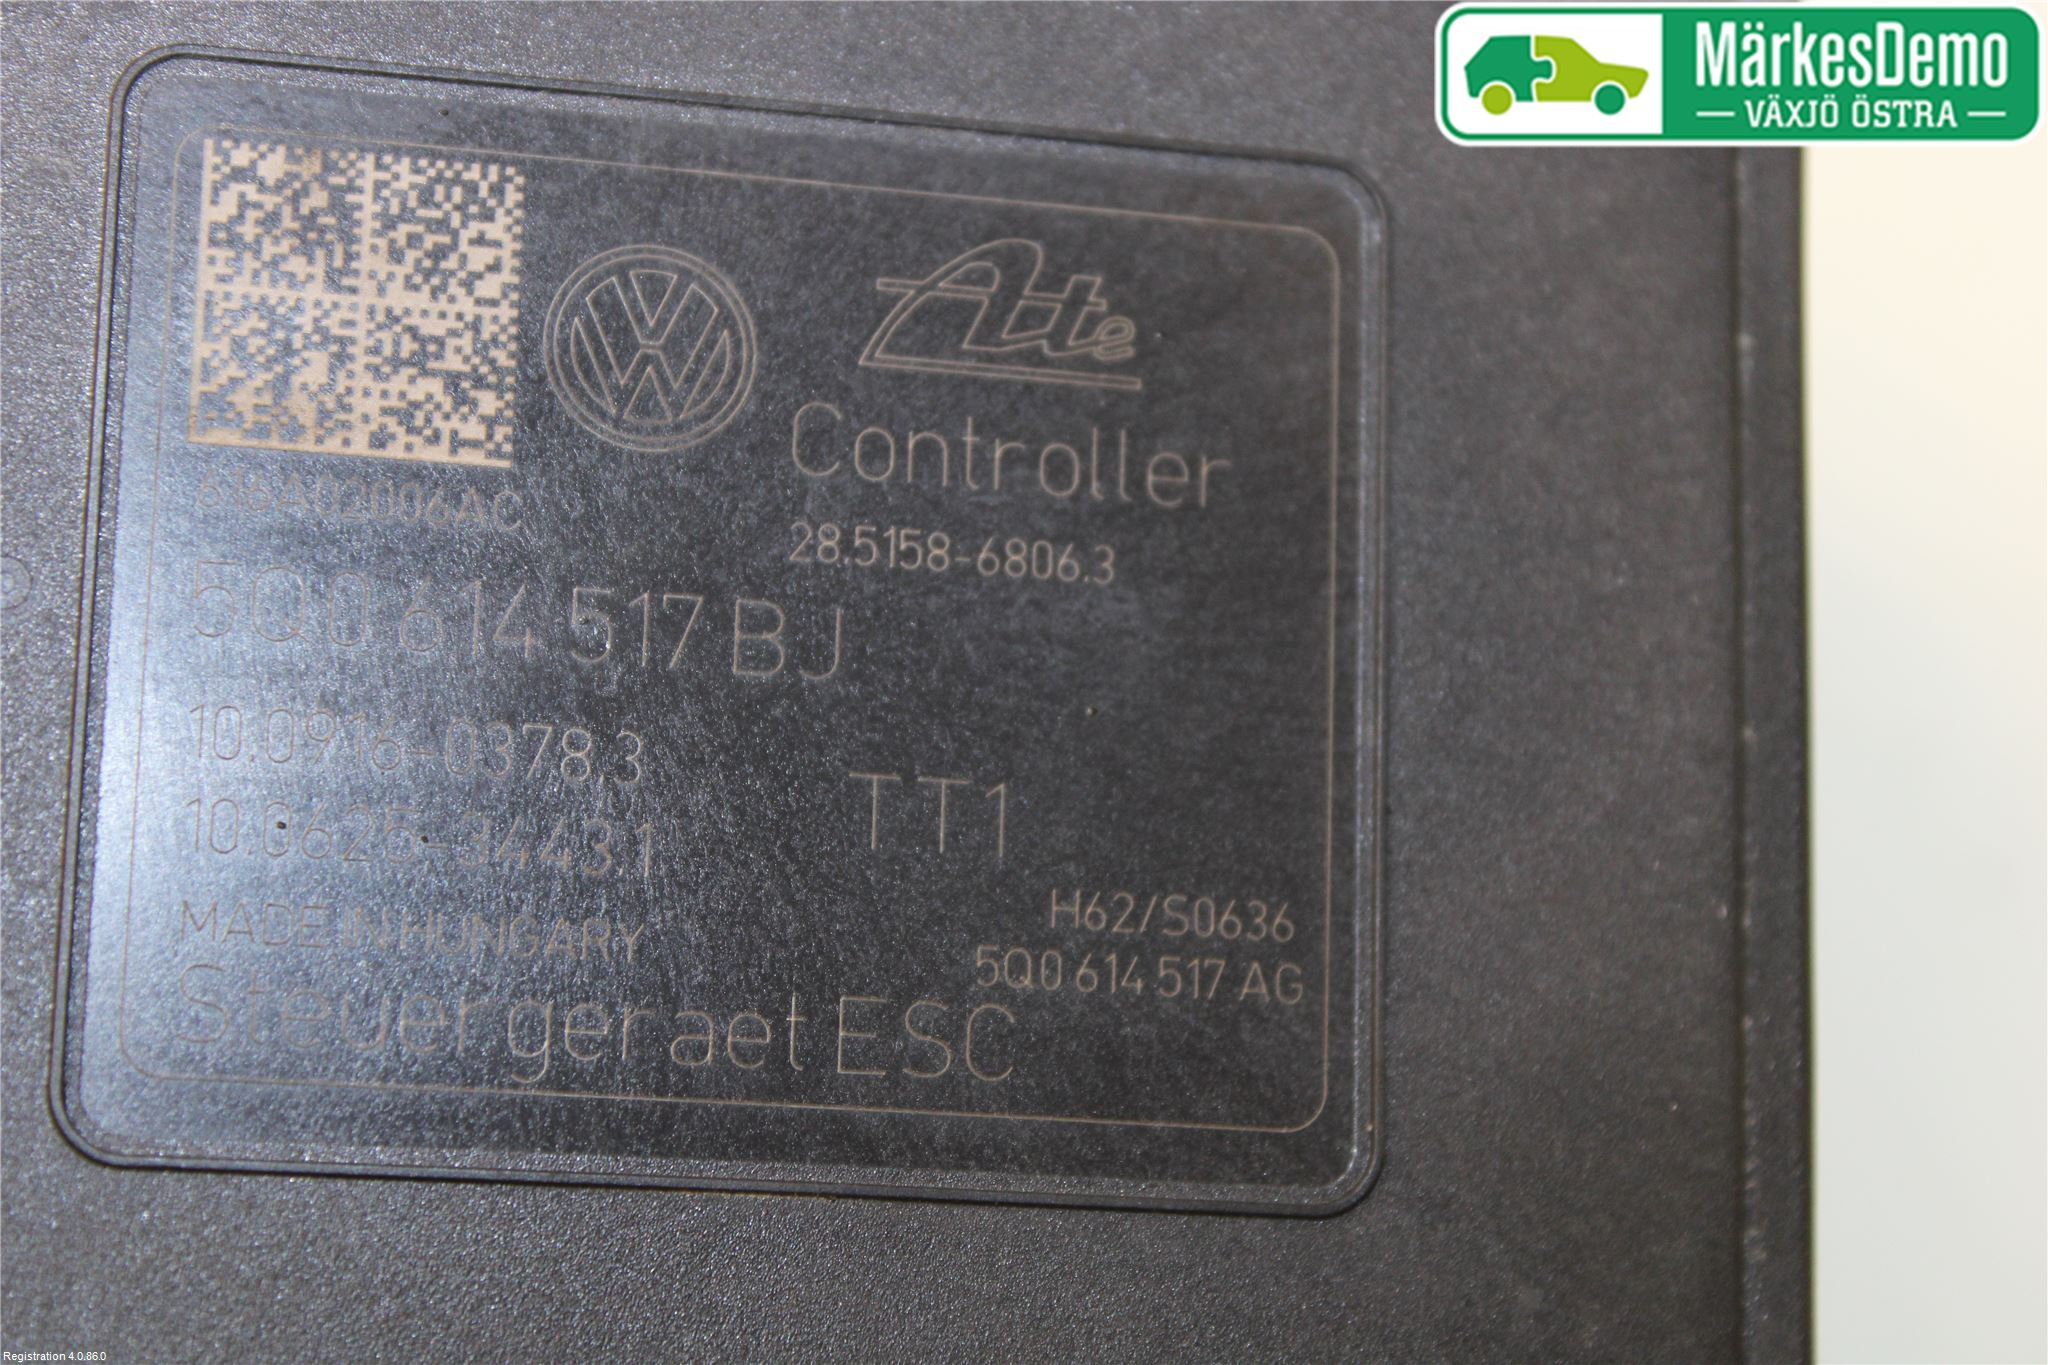 MärkesDemo
VÄXJÖ ÖSTRA
Ate
Controller
28.5158-6806.3
616A02006AC
5Q0 614 517 BJ
10.0916-0378.3
10.0625-3443.1
TT1
MADE IN HUNGARY
H62/S0636
5Q0 614 517 AG
Steuergeraet ESC
Registration 4.0.86.0